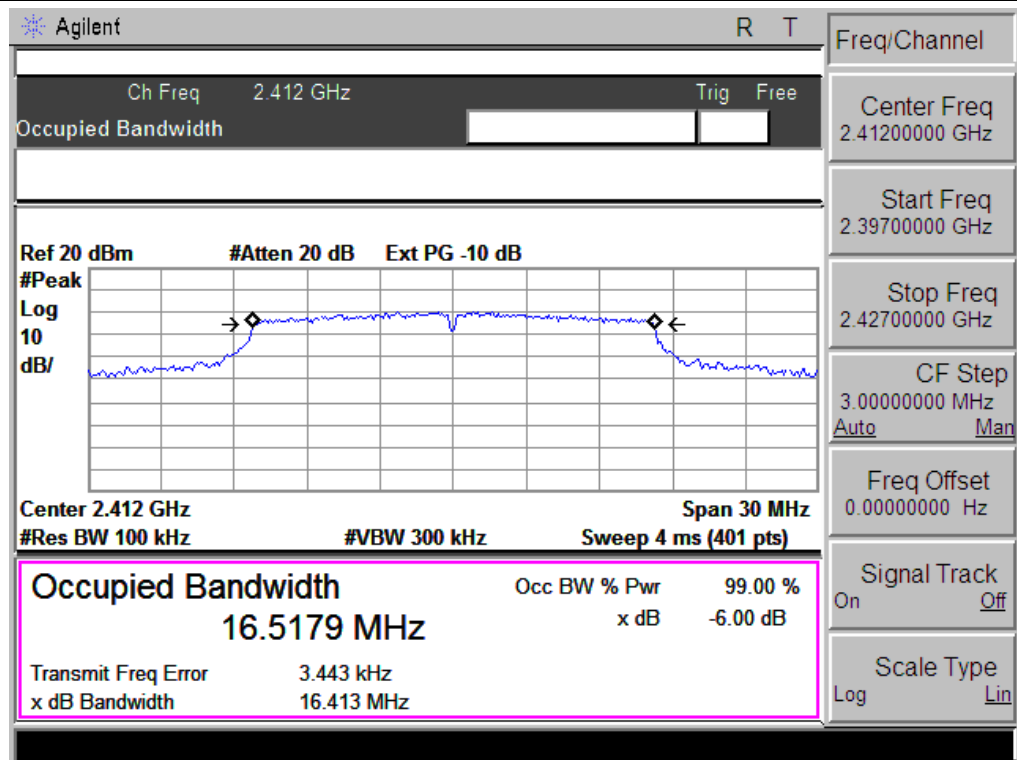 Agilent R T
Ch Freq 2.412 GHz Trig Free
Occupied Bandwidth
Ref 20 dBm #Atten 20 dB Ext PG -10 dB
#Peak
Log
10
dB/
Center 2.412 GHz Span 30 MHz
#Res BW 100 kHz #VBW 300 kHz Sweep 4 ms (401 pts)
Occupied Bandwidth Occ BW % Pwr 99.00 %
16.5179 MHz x dB -6.00 dB
Transmit Freq Error 3.443 kHz
x dB Bandwidth 16.413 MHz
Freq/Channel
Center Freq
2.41200000 GHz
Start Freq
2.39700000 GHz
Stop Freq
2.42700000 GHz
CF Step
3.00000000 MHz
Auto Man
Freq Offset
0.00000000 Hz
Signal Track
On Off
Scale Type
Log Lin